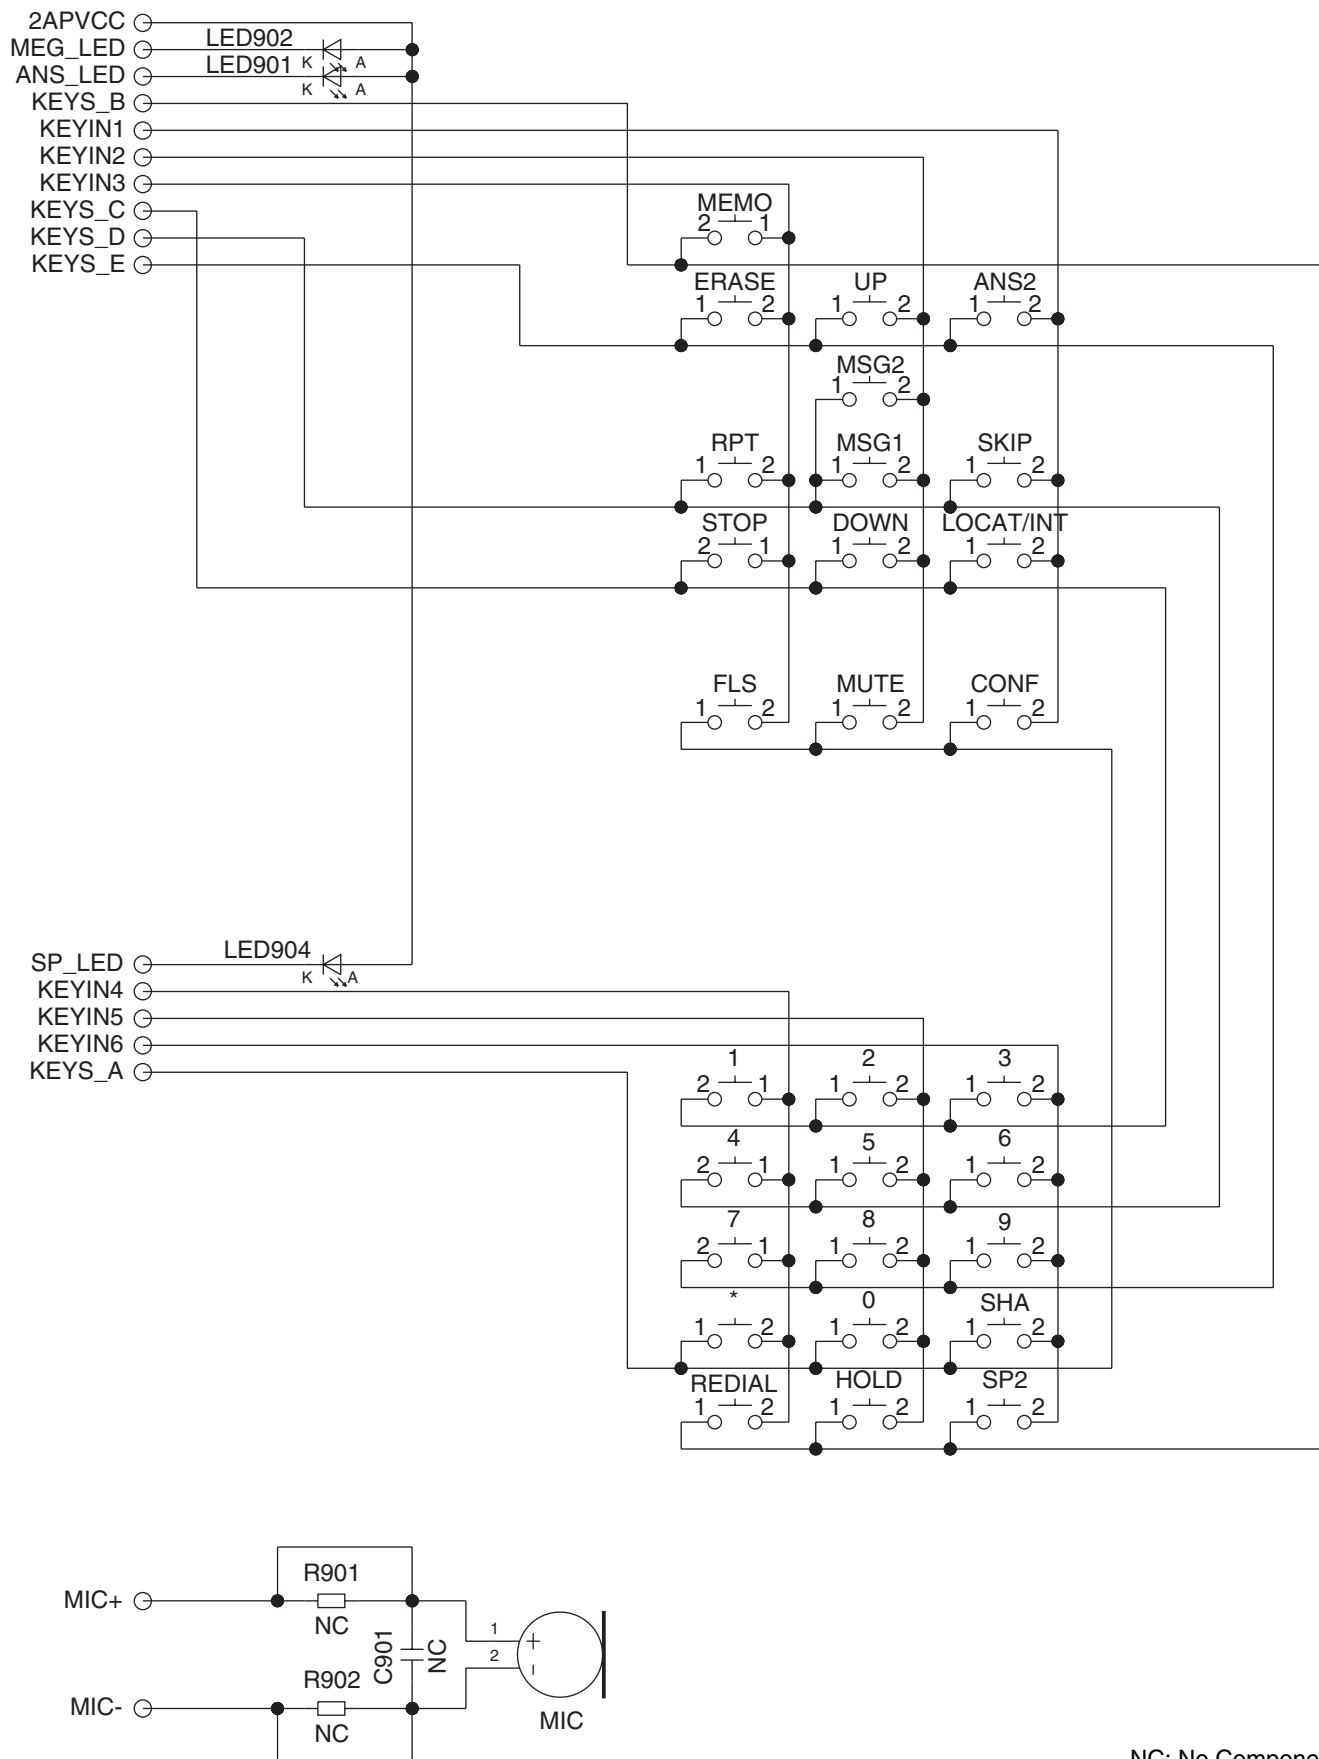 2APVCC
MEG_LED LED902 K A
ANS_LED LED901 K A
KEYS_B
KEYIN1
KEYIN2
KEYIN3
KEYS_C
KEYS_D
KEYS_E
MEMO
2 1
ERASE UP ANS2
1 2 1 2 1 2
MSG2
1 2
RPT MSG1 SKIP
1 2 1 2 1 2
STOP DOWN LOCAT/INT
2 1 1 2 1 2
FLS MUTE CONF
1 2 1 2 1 2
SP_LED LED904 K A
KEYIN4
KEYIN5
KEYIN6
KEYS_A
1 2 3
2 1 1 2 1 2
4 5 6
2 1 1 2 1 2
7 8 9
2 1 1 2 1 2
* 0 SHA
1 2 1 2 1 2
REDIAL HOLD SP2
1 2 1 2 1 2
R901
MIC+
NC
C901 NC
1 +
2 -
R902
MIC-
NC
MIC
NC: No Compone